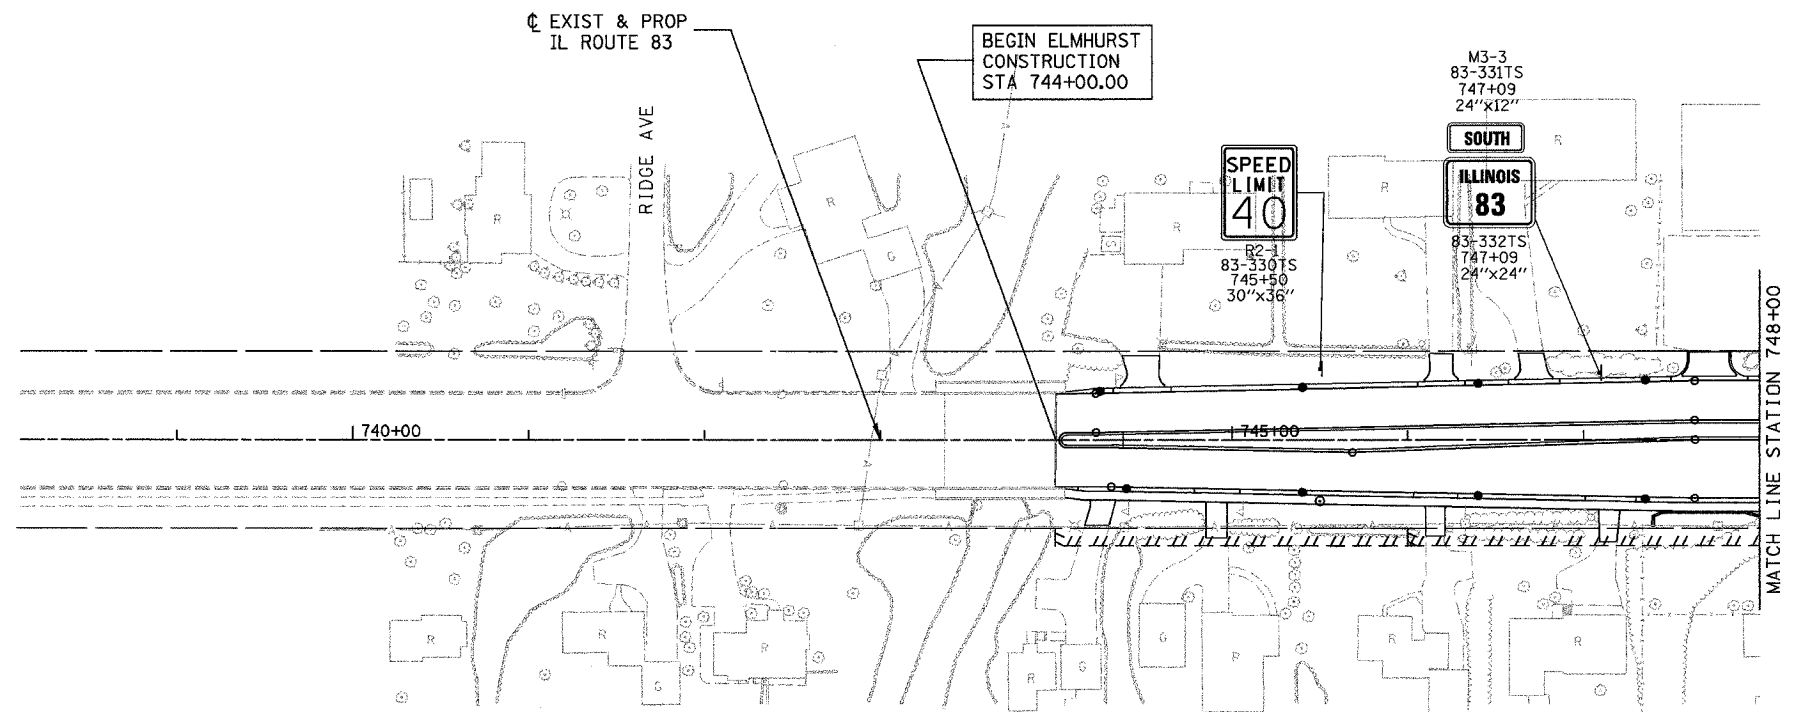 ℄ EXIST & PROP
IL ROUTE 83
BEGIN ELMHURST
CONSTRUCTION
STA 744+00.00
M3-3
83-331TS
747+09
24"x12"
SOUTH
ILLINOIS
83
83-332TS
747+09
24"x24"
SPEED
LIMIT
40
R2-1
83-330TS
745+50
30"x36"
RIDGE AVE
R
R
G
R
S
R
R
740+00
745+00
MATCH LINE STATION 748+00
R
R
G
R
R
G
G
R
R
R